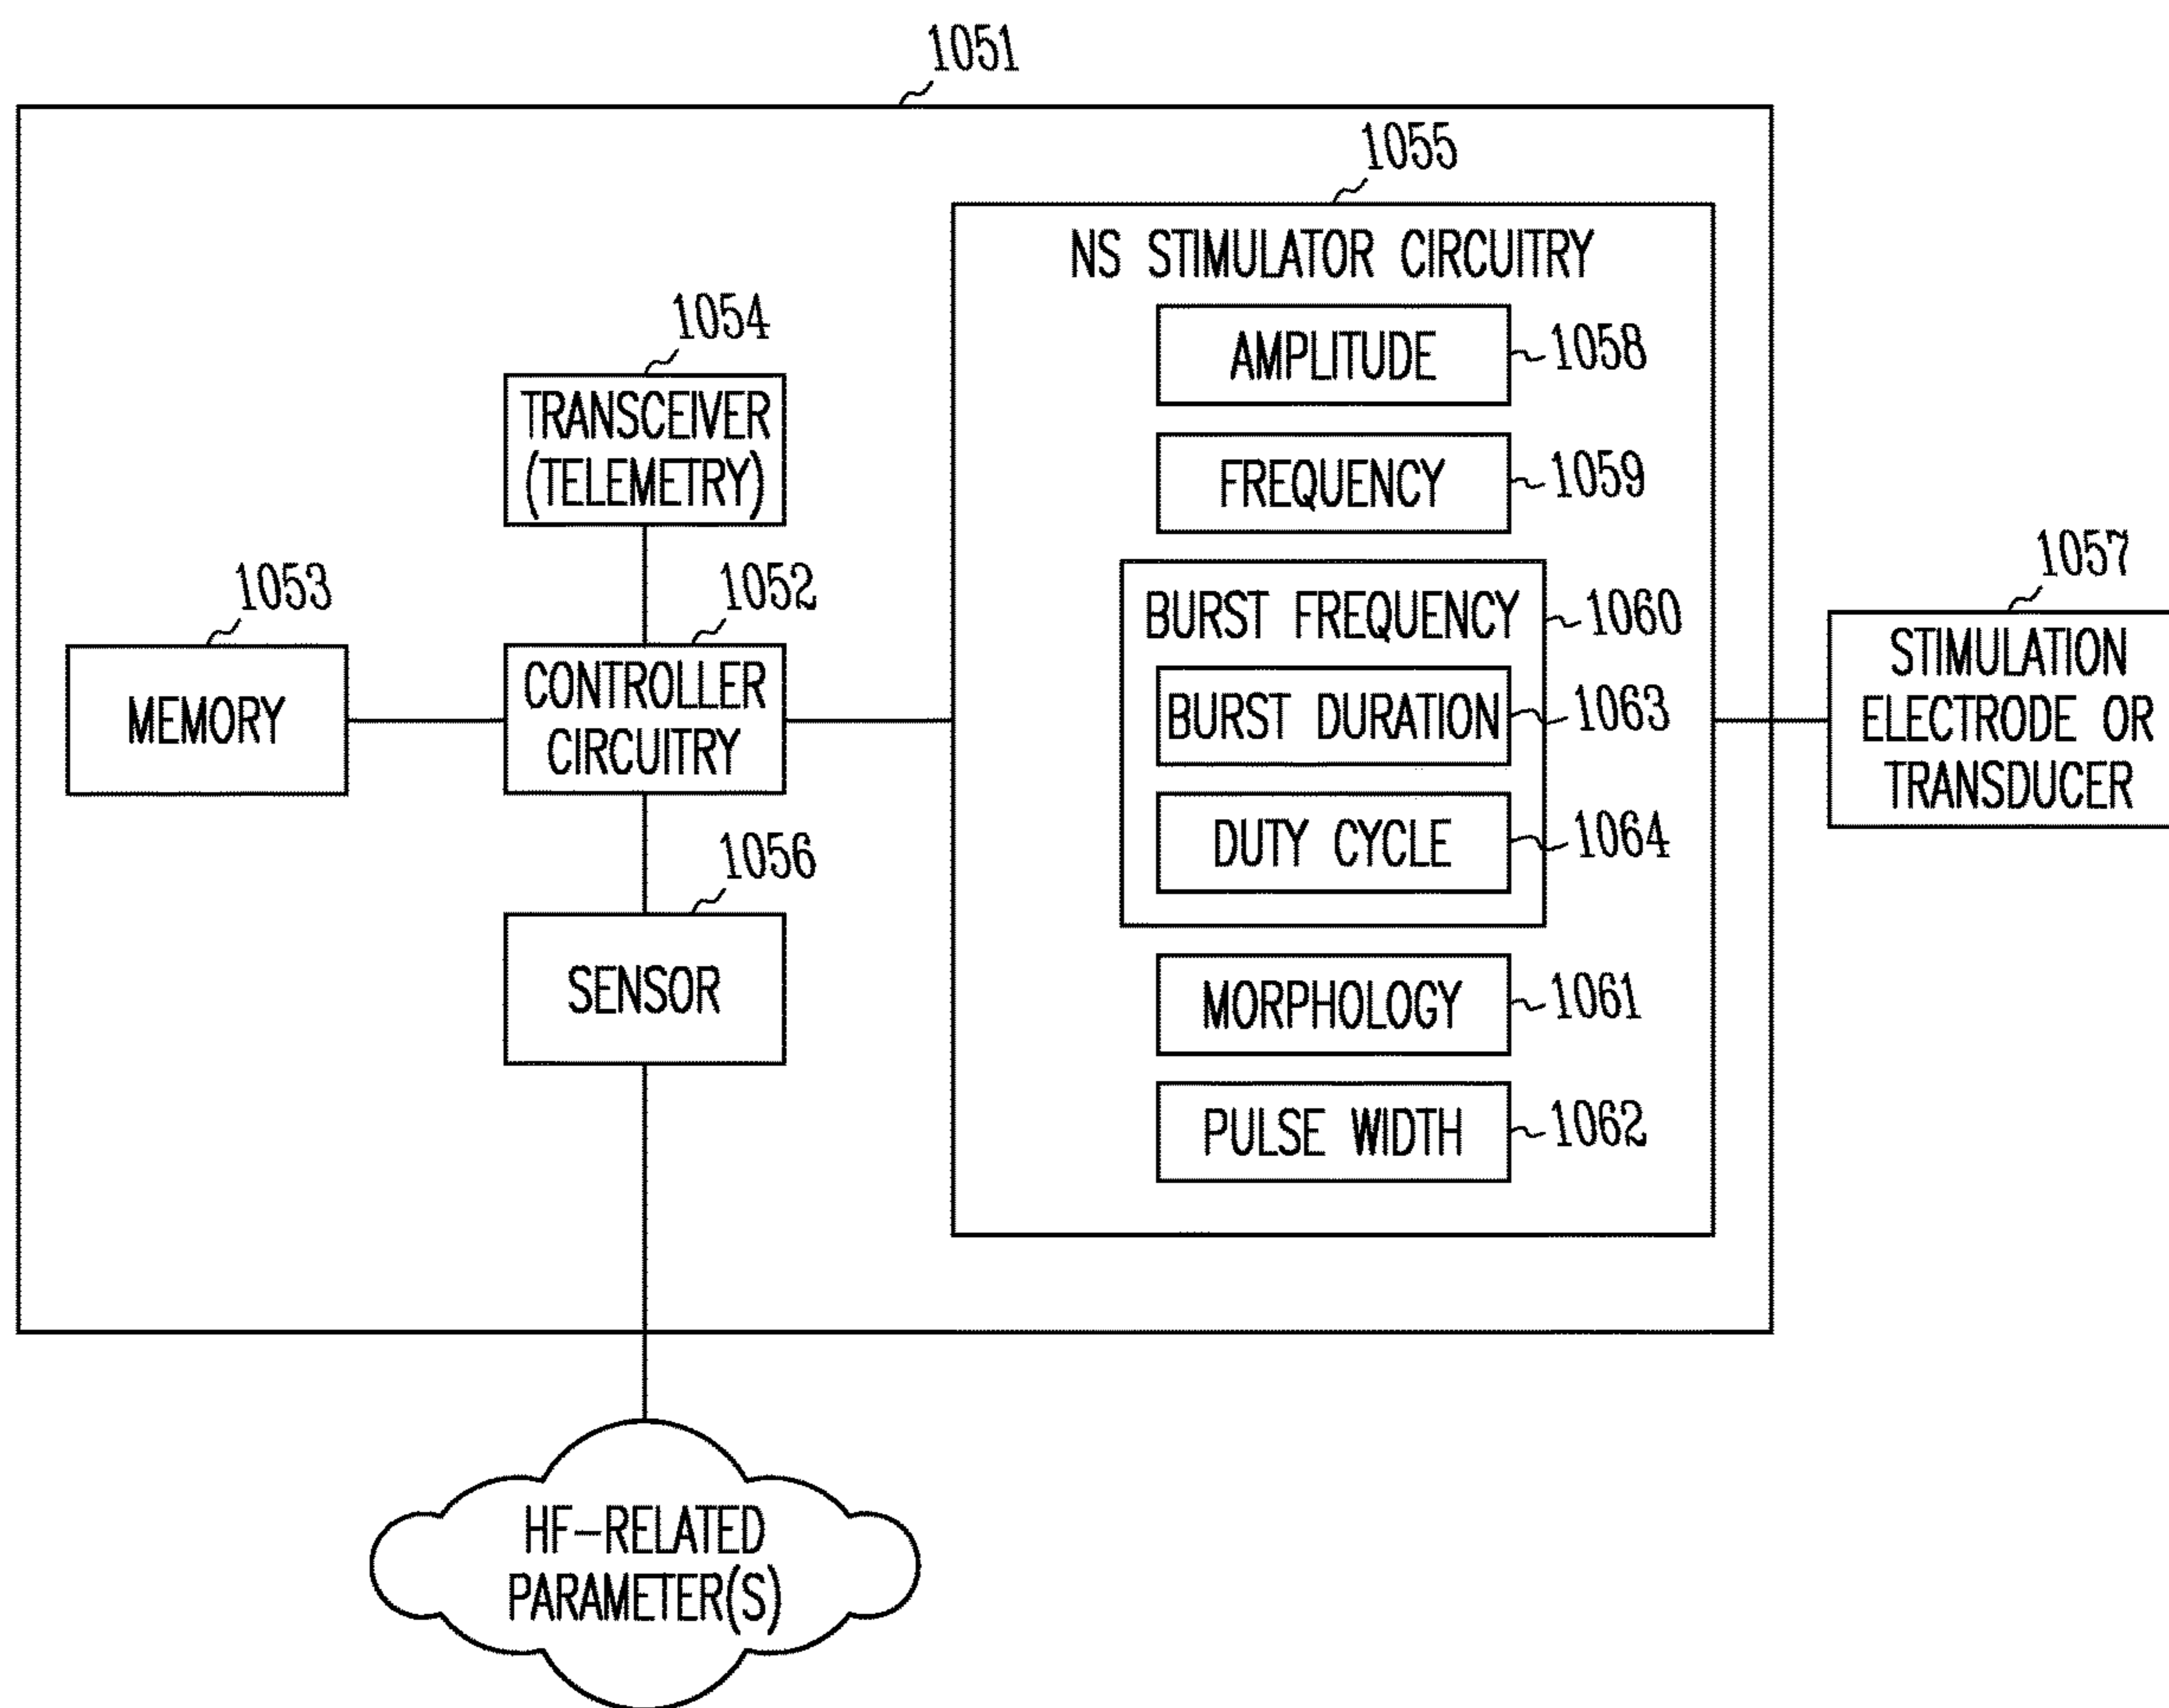 1051
1055
NS STIMULATOR CIRCUITRY
AMPLITUDE
1058
FREQUENCY
1059
BURST FREQUENCY
1060
BURST DURATION
1063
DUTY CYCLE
1064
MORPHOLOGY
1061
PULSE WIDTH
1062
1054
TRANSCEIVER
(TELEMETRY)
1053
MEMORY
1052
CONTROLLER
CIRCUITRY
1056
SENSOR
1057
STIMULATION
ELECTRODE OR
TRANSDUCER
HF-RELATED
PARAMETER(S)